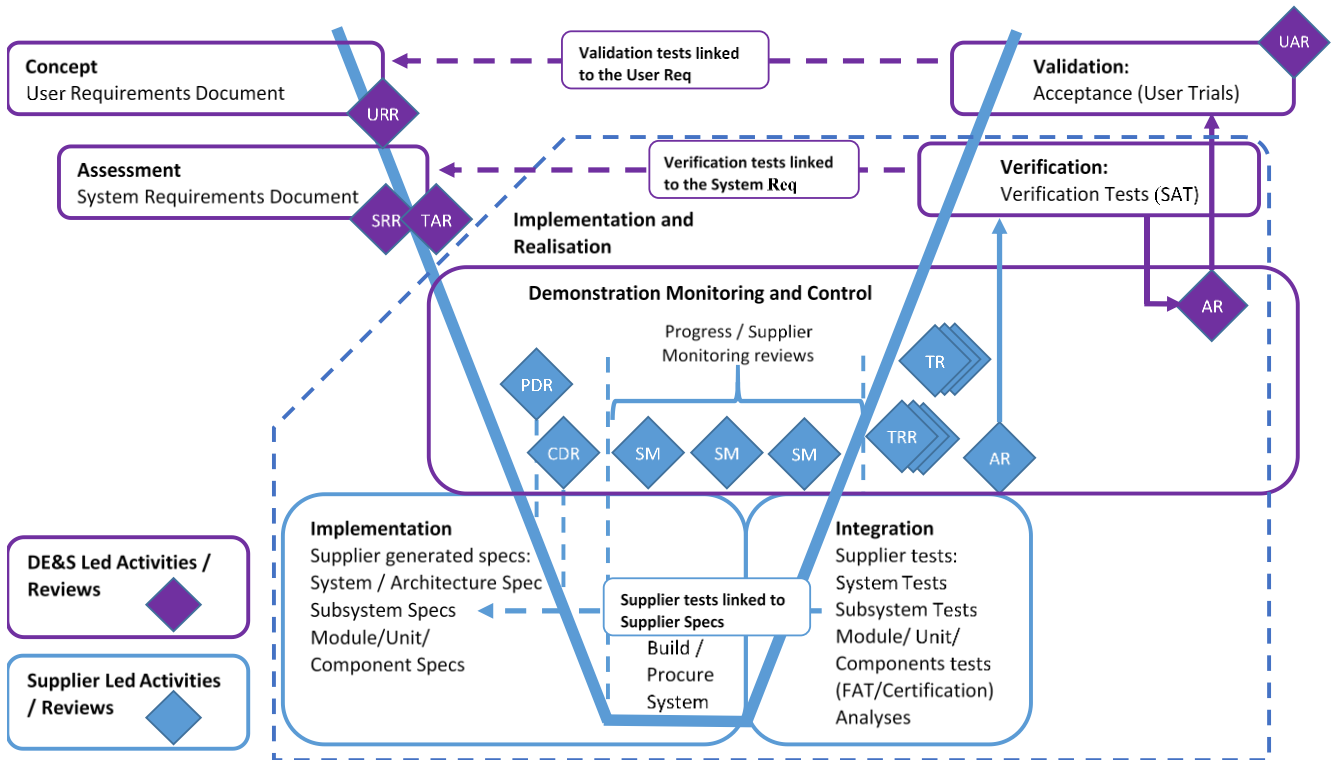 Concept
User Requirements Document
URR
Validation tests linked
to the User Req
Validation:
Acceptance (User Trials)
UAR
Assessment
System Requirements Document
SRR
TAR
Verification tests linked
to the System Req
Verification:
Verification Tests (SAT)
Implementation and
Realisation
Demonstration Monitoring and Control
Progress / Supplier
Monitoring reviews
AR
PDR
CDR
SM
SM
SM
TR
TRR
AR
Implementation
Supplier generated specs:
System / Architecture Spec
Subsystem Specs
Module/Unit/
Component Specs
Supplier tests linked to
Supplier Specs
Build /
Procure
System
Integration
Supplier tests:
System Tests
Subsystem Tests
Module/ Unit/
Components tests
(FAT/Certification)
Analyses
DE&S Led Activities /
Reviews
Supplier Led Activities
/ Reviews